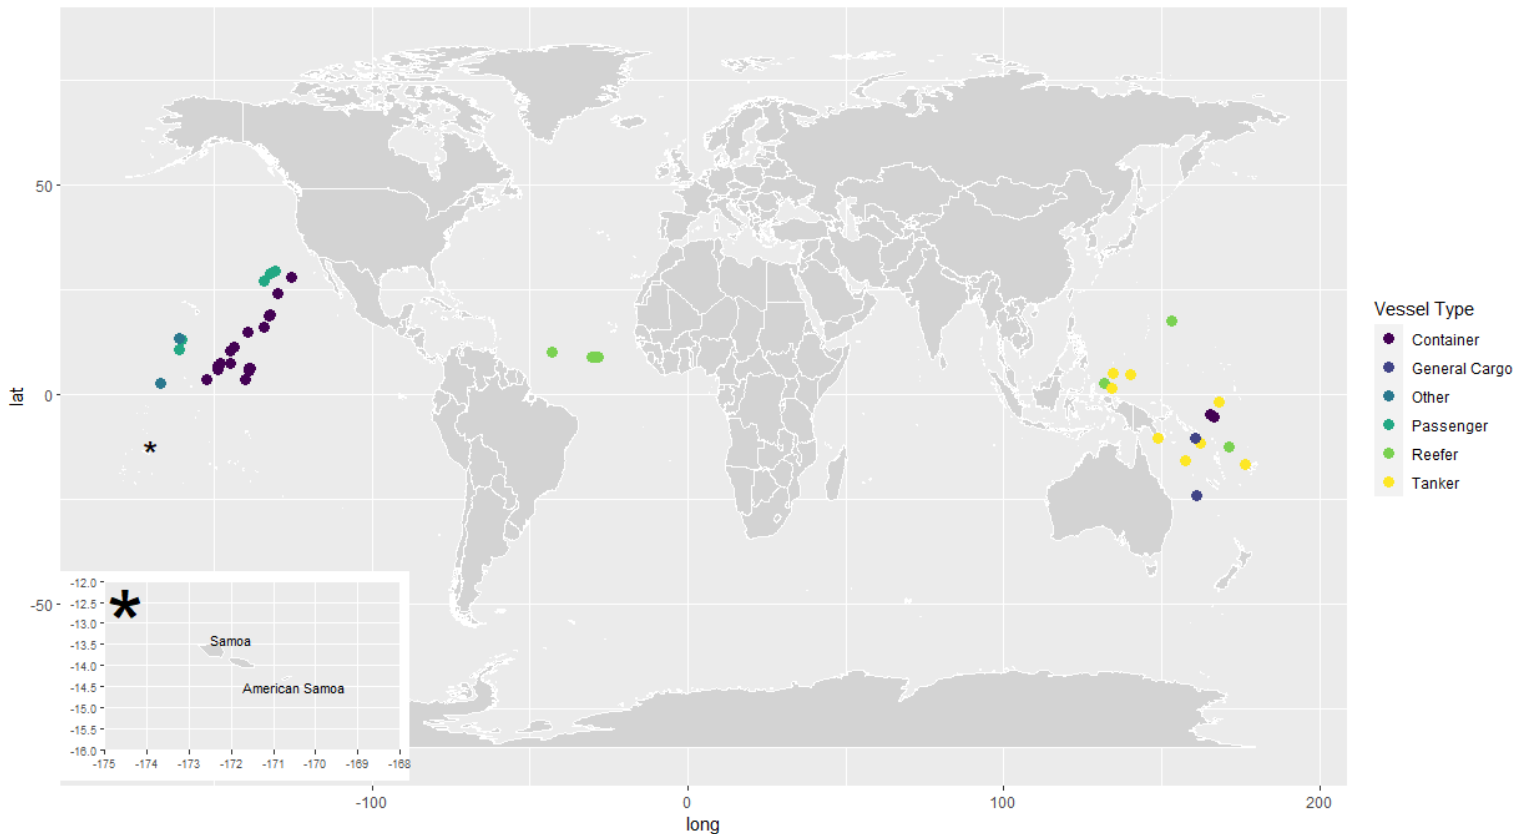 lat
50
0
-50
-100
0
100
200
long
*
*
-12.0
-12.5
-13.0
-13.5
-14.0
-14.5
-15.0
-15.5
-16.0
Samoa
American Samoa
-175 -174 -173 -172 -171 -170 -169 -168
Vessel Type
Container
General Cargo
Other
Passenger
Reefer
Tanker